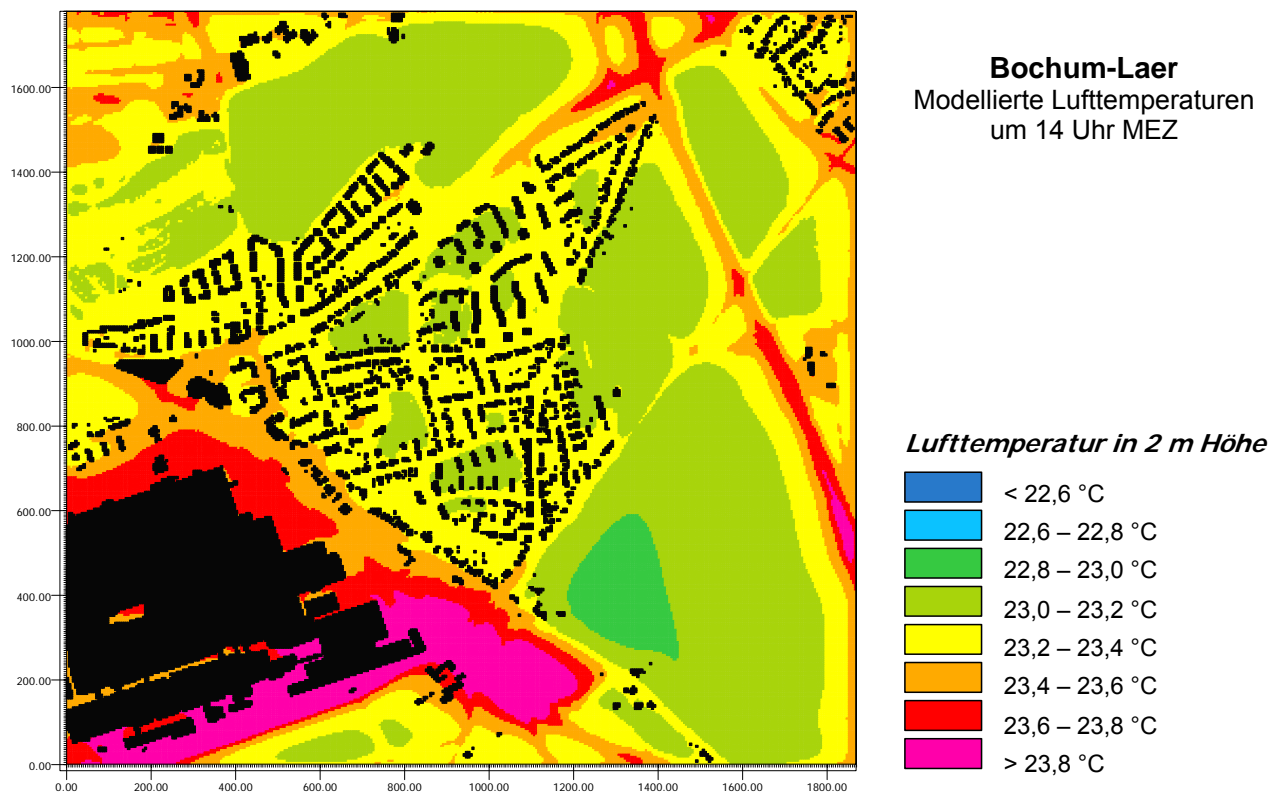 Bochum-Laer
Modellierte Lufttemperaturen
um 14 Uhr MEZ
1600.00
1400.00
1200.00
1000.00
800.00
600.00
400.00
200.00
0.00
0.00 200.00 400.00 600.00 800.00 1000.00 1200.00 1400.00 1600.00 1800.00
Lufttemperatur in 2 m Höhe
< 22,6 °C
22,6 – 22,8 °C
22,8 – 23,0 °C
23,0 – 23,2 °C
23,2 – 23,4 °C
23,4 – 23,6 °C
23,6 – 23,8 °C
> 23,8 °C